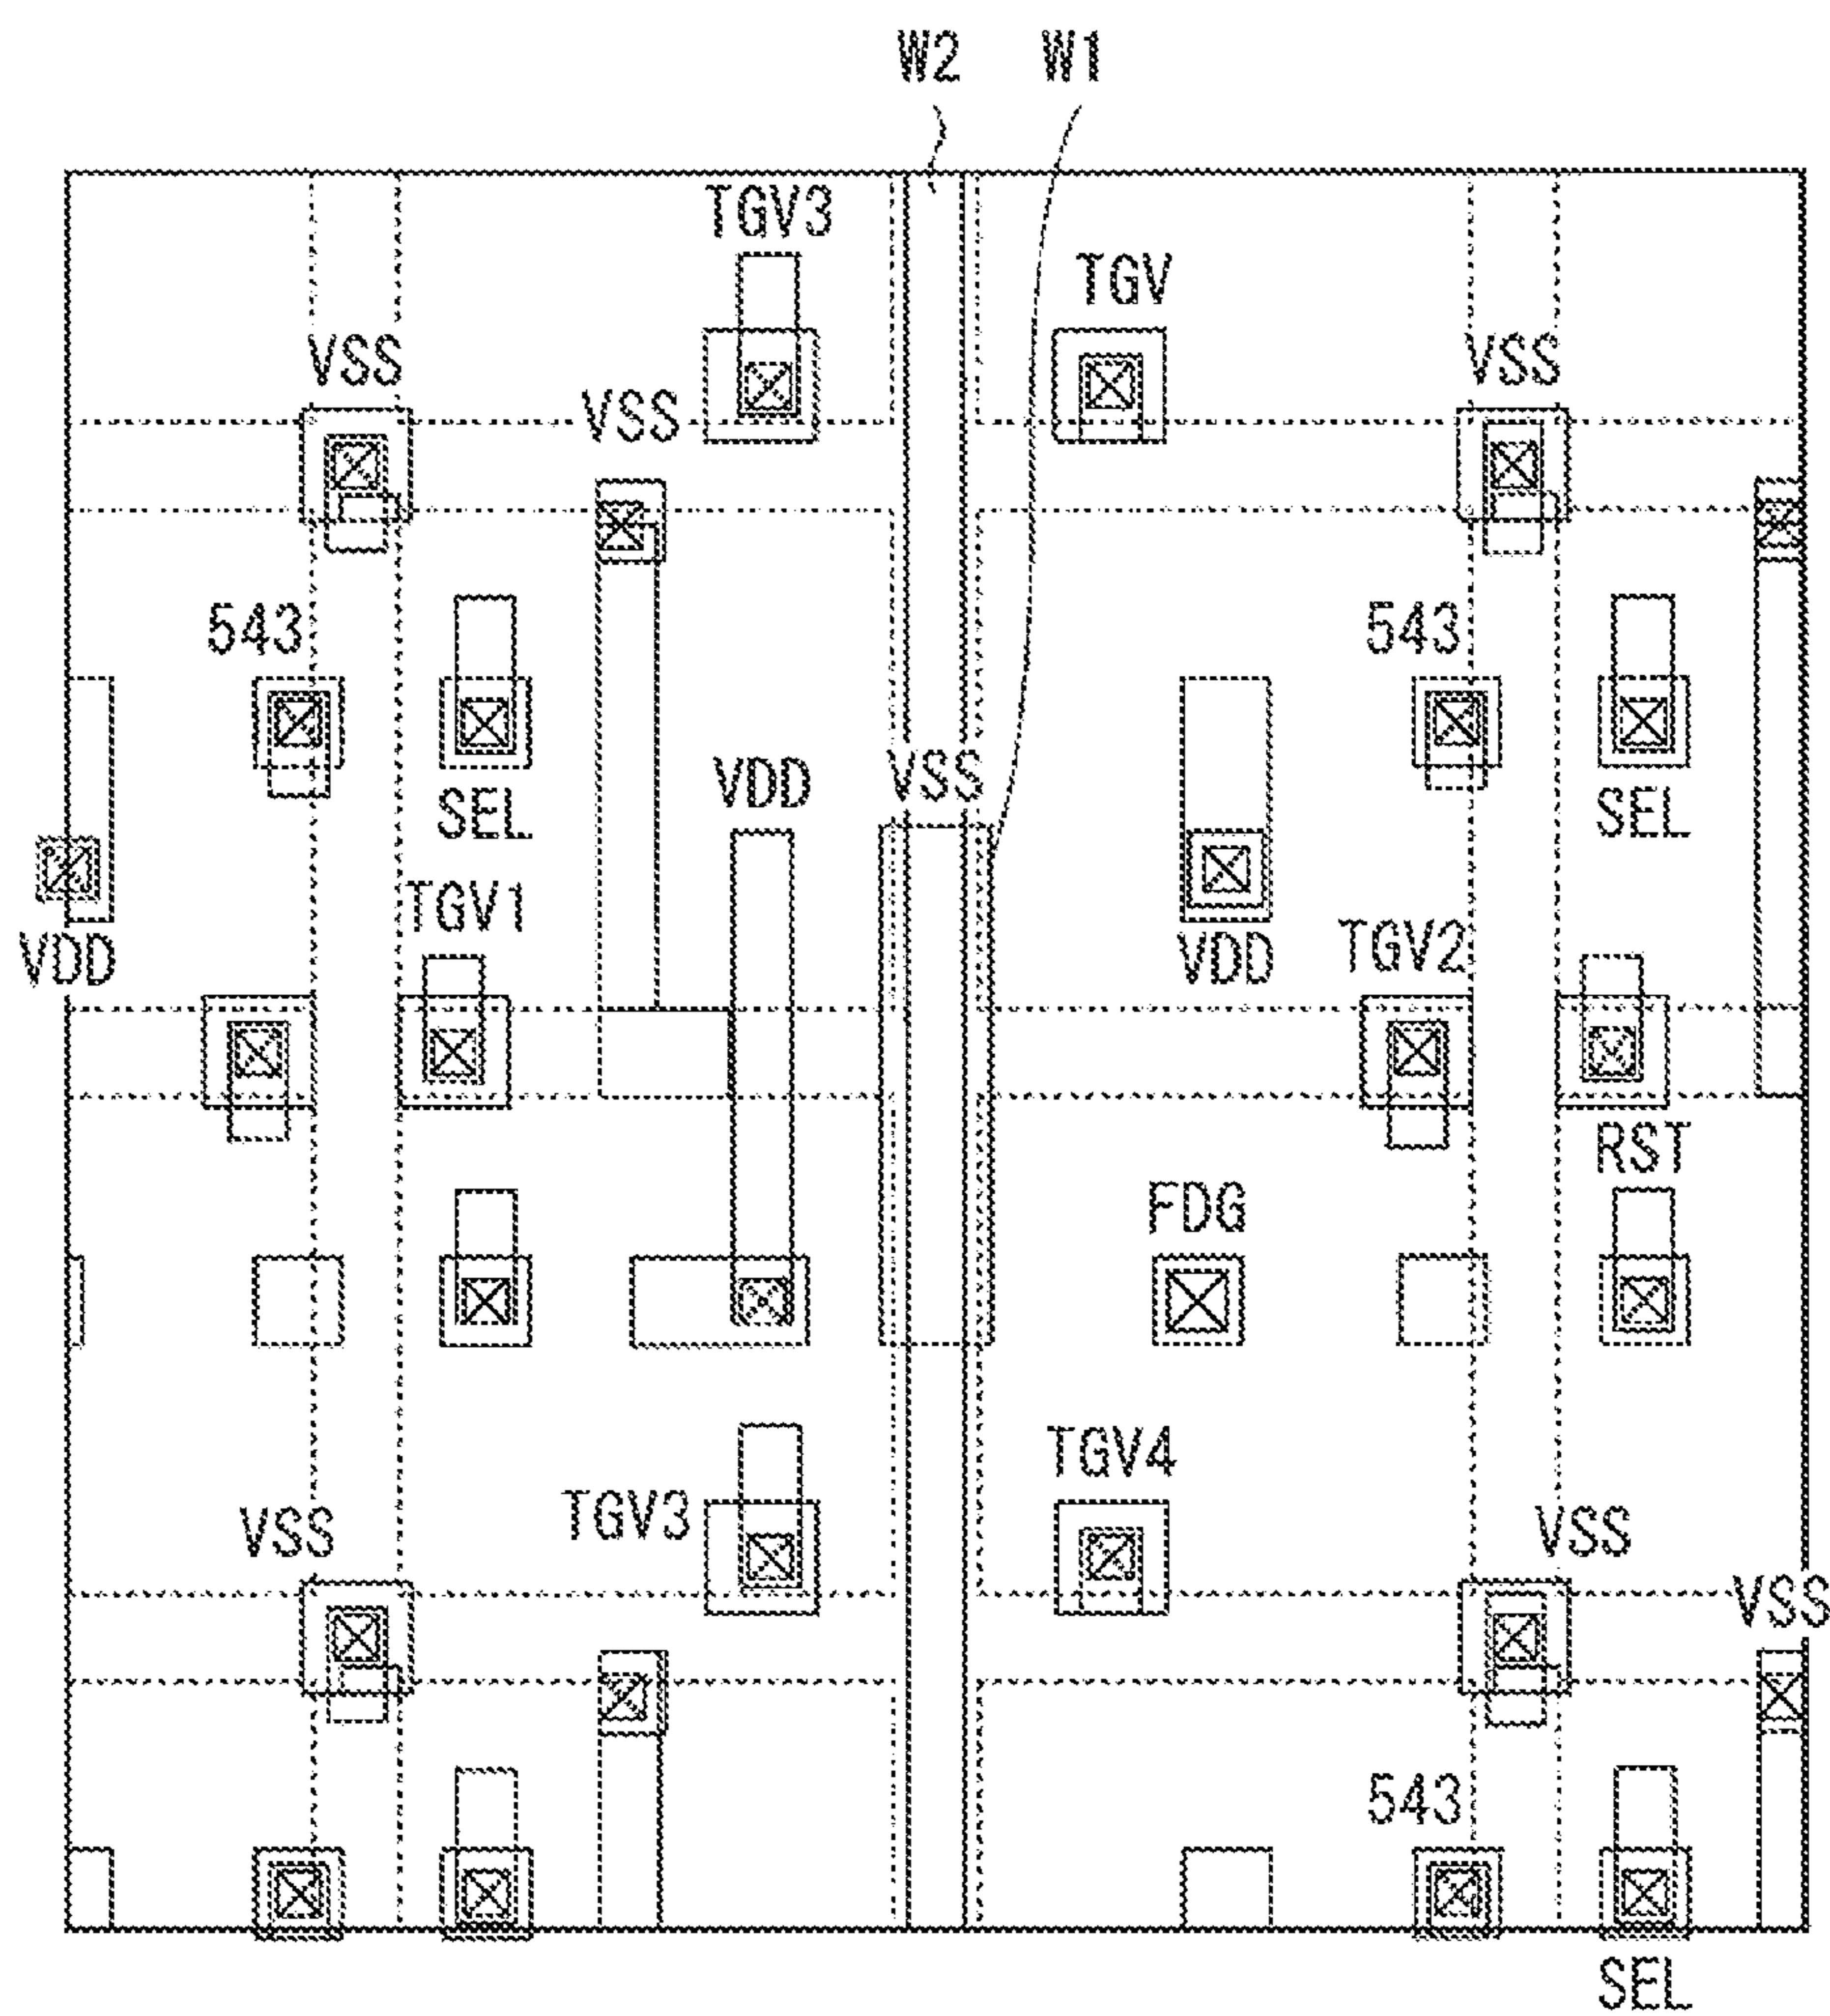 W2 W1
TGV3
TGV
VSS
VSS
VSS
543
543
SEL
VDD
VSS
SEL
TGV1
VDD
VDD
TGV2
RST
FDG
TGV4
TGV3
VSS
VSS
VSS
543
SEL